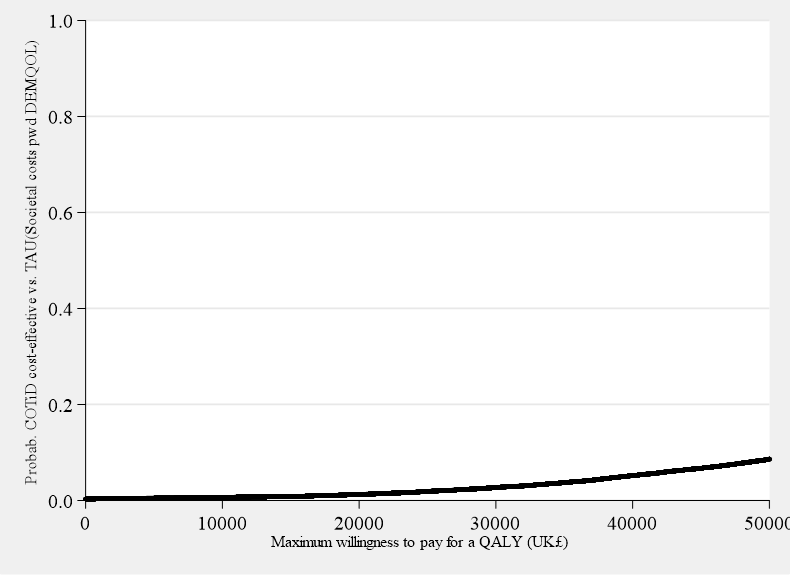 Probab. COTiD cost-effective vs. TAU(Societal costs pwd DEMQOL)
1.0
0.8
0.6
0.4
0.2
0.0
0 10000 20000 30000 40000 50000
Maximum willingness to pay for a QALY (UK£)